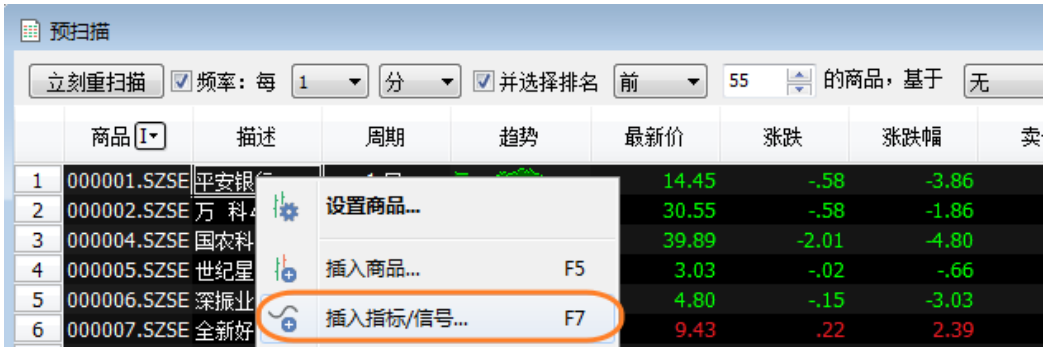 预扫描
立刻重扫描 频率：每 1 分 并选择排名 前 55 的商品，基于 无
商品 I 描述 周期 趋势 最新价 涨跌 涨跌幅
1 000001.SZSE 平安银 14.45 -.58 -3.86
2 000002.SZSE 万 科 30.55 -.58 -1.86
3 000004.SZSE 国农科 39.89 -2.01 -4.80
4 000005.SZSE 世纪星 3.03 -.02 -.66
5 000006.SZSE 深振业 4.80 -.15 -3.03
6 000007.SZSE 全新好 9.43 .22 2.39
设置商品...
插入商品... F5
插入指标/信号... F7